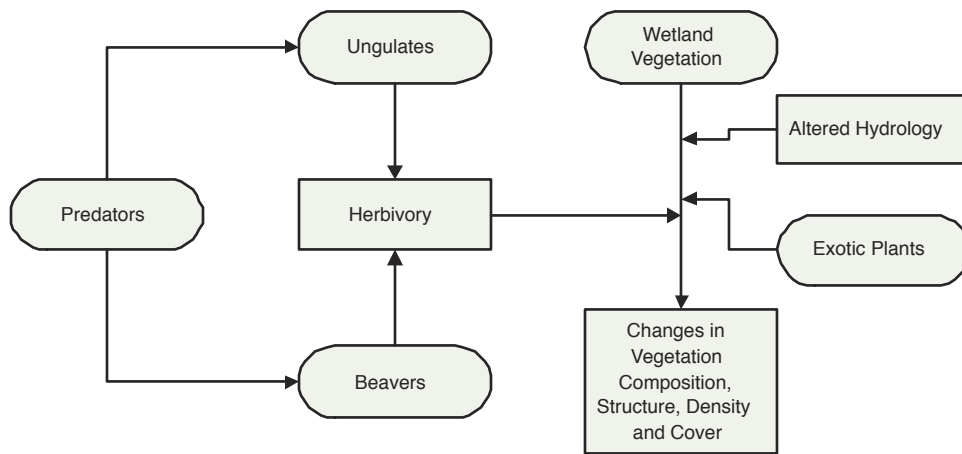 Ungulates
Wetland
Vegetation
Altered Hydrology
Predators
Herbivory
Exotic Plants
Beavers
Changes in
Vegetation
Composition,
Structure, Density
and Cover